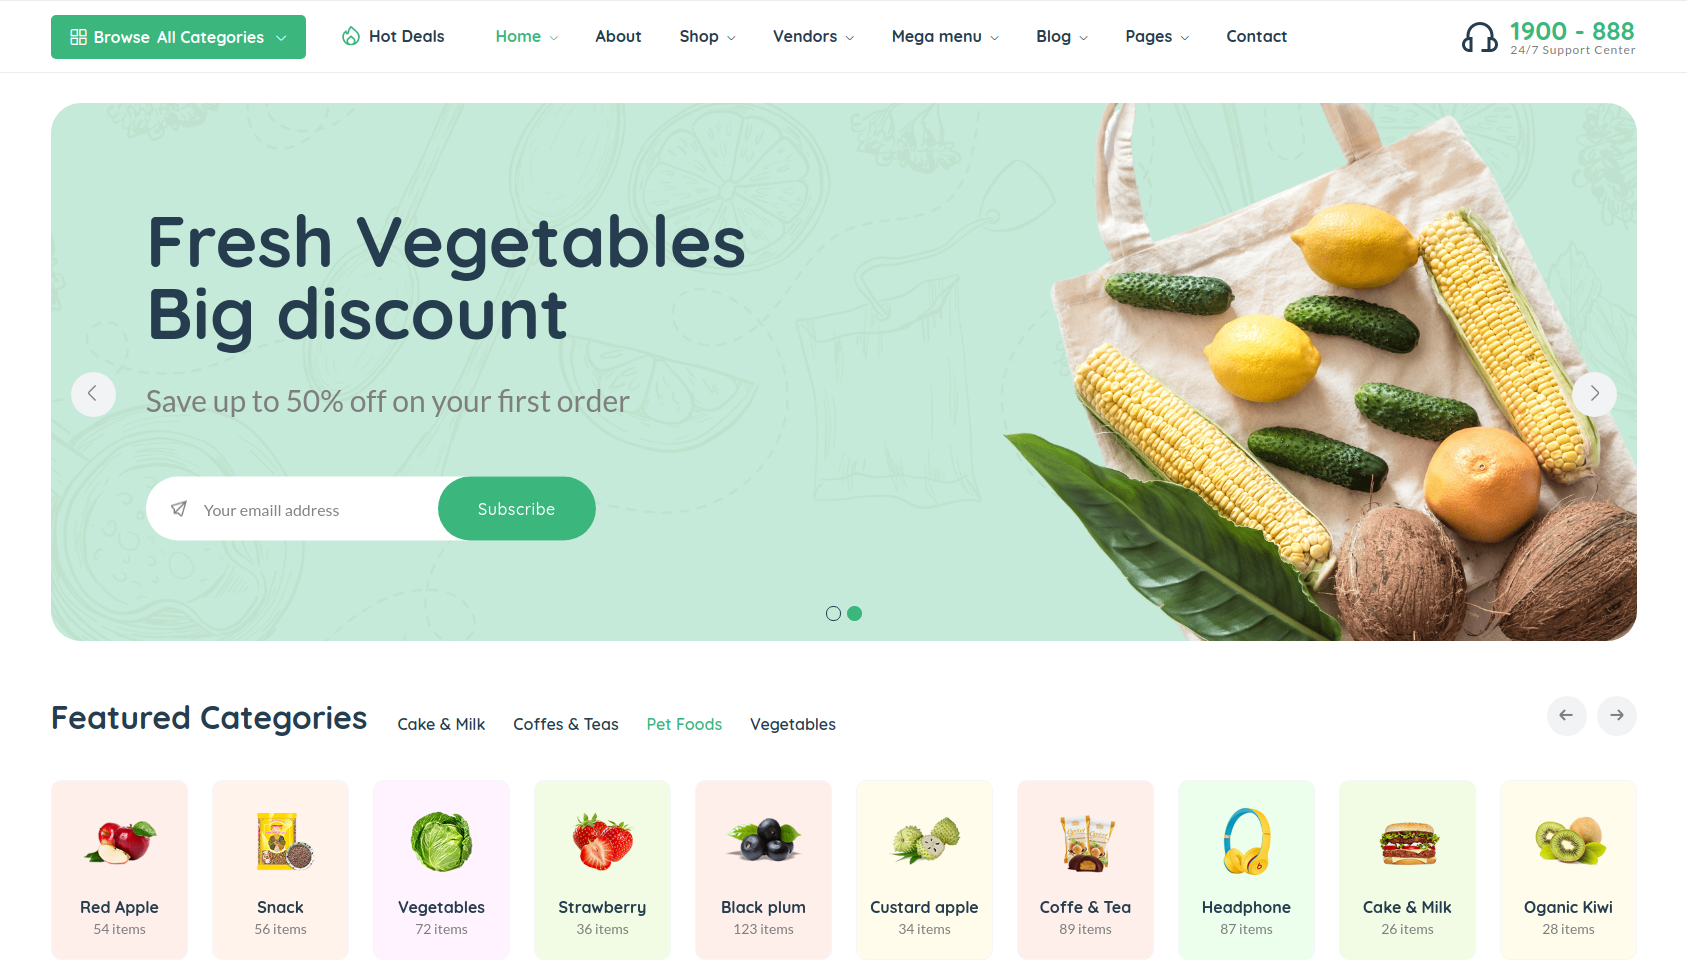 Browse All Categories
Hot Deals
Home
About
Shop
Vendors
Mega menu
Blog
Pages
Contact
1900 - 888
24/7 Support Center
Fresh Vegetables
Big discount
Save up to 50% off on your first order
Your emaill address
Subscribe
Featured Categories
Cake & Milk
Coffes & Teas
Pet Foods
Vegetables
Red Apple
54 items
Snack
56 items
Vegetables
72 items
Strawberry
36 items
Black plum
123 items
Custard apple
34 items
Coffe & Tea
89 items
Headphone
87 items
Cake & Milk
26 items
Oganic Kiwi
28 items